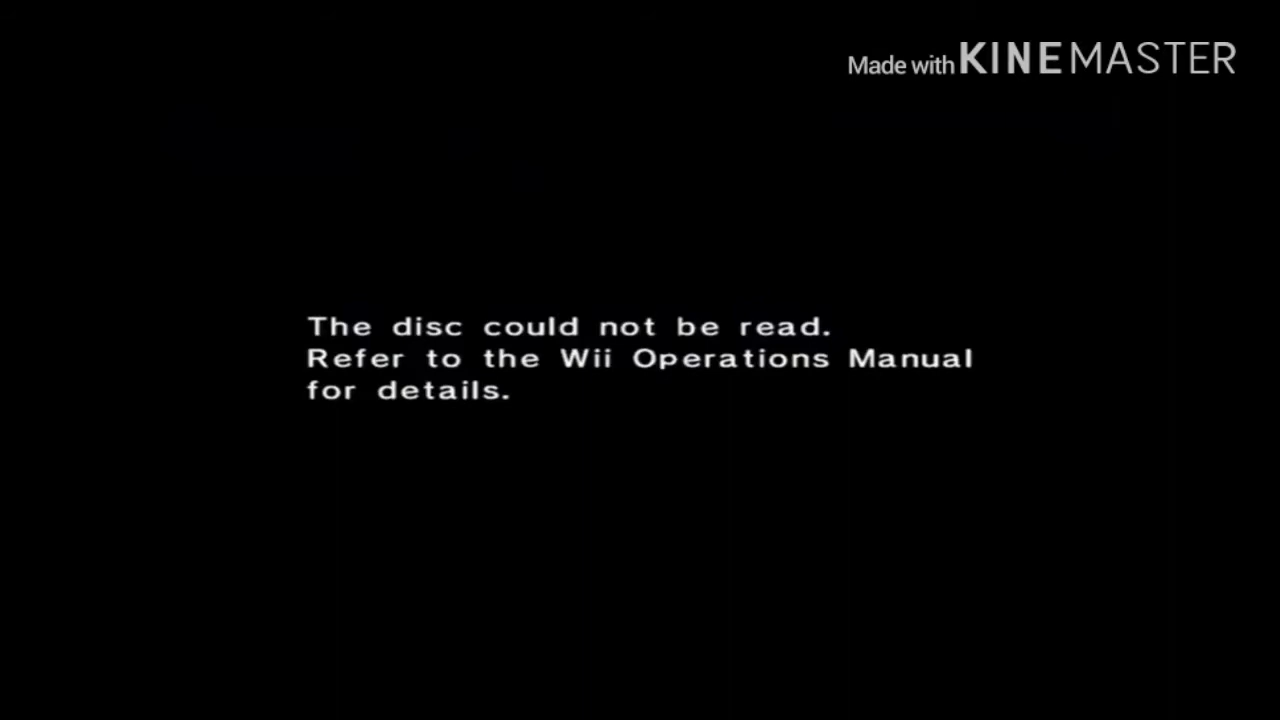 Made with KINEMASTER
The disc could not be read.
Refer to the Wii Operations Manual
for details.